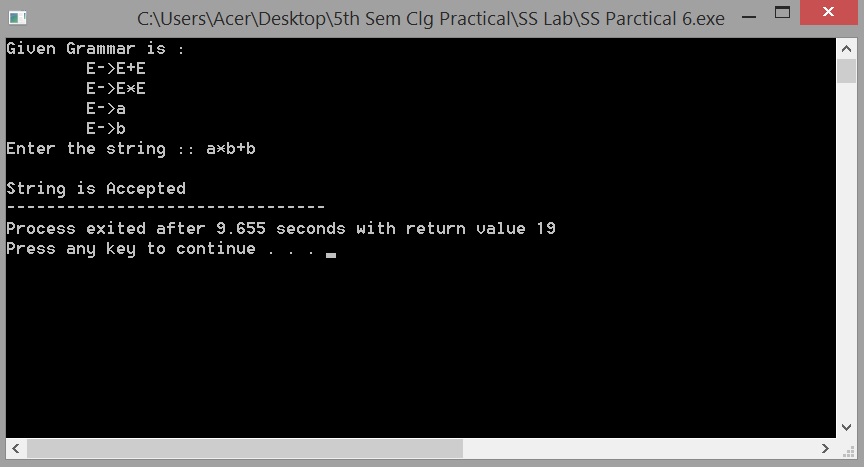 C:\Users\Acer\Desktop\5th Sem Clg Practical\SS Lab\SS Parctical 6.exe
Given Grammar is :
E->E+E
E->E*E
E->a
E->b
Enter the string :: a*b+b
String is Accepted
--------------------------------
Process exited after 9.655 seconds with return value 19
Press any key to continue . . .